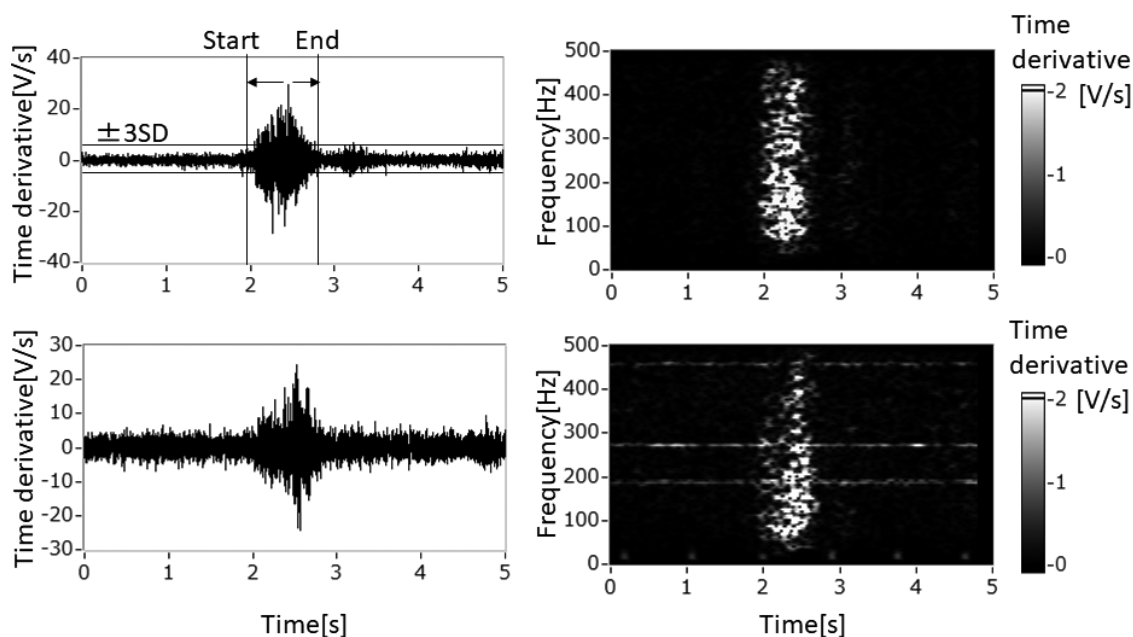 Start End
Time derivative[V/s]
40
20
0
-20
-40
±3SD
0 1 2 3 4 5
Frequency[Hz]
500
400
300
200
100
0
0 1 2 3 4 5
Time
derivative
[V/s]
2
1
0
Time derivative[V/s]
30
20
10
0
-10
-20
-30
0 1 2 3 4 5
Time[s]
Frequency[Hz]
500
400
300
200
100
0
0 1 2 3 4 5
Time[s]
Time
derivative
[V/s]
2
1
0